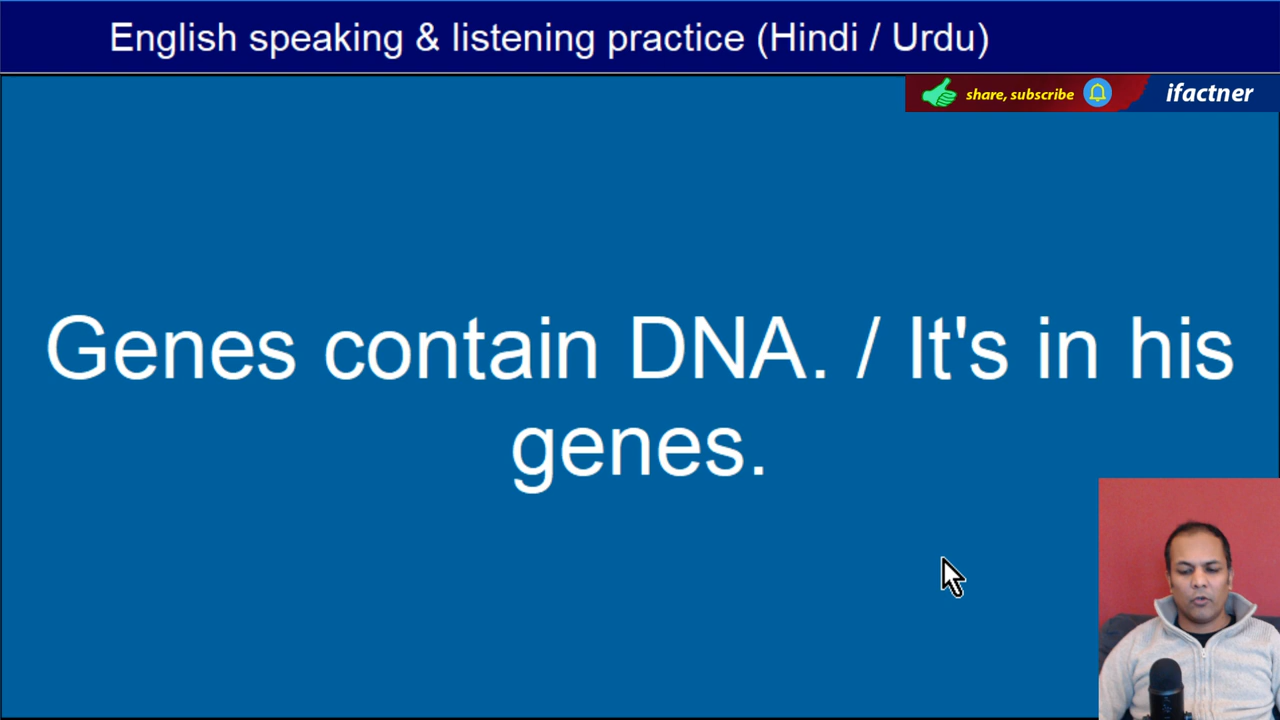 English speaking & listening practice (Hindi / Urdu)
share, subscribe
ifactner
Genes contain DNA. / It's in his
genes.